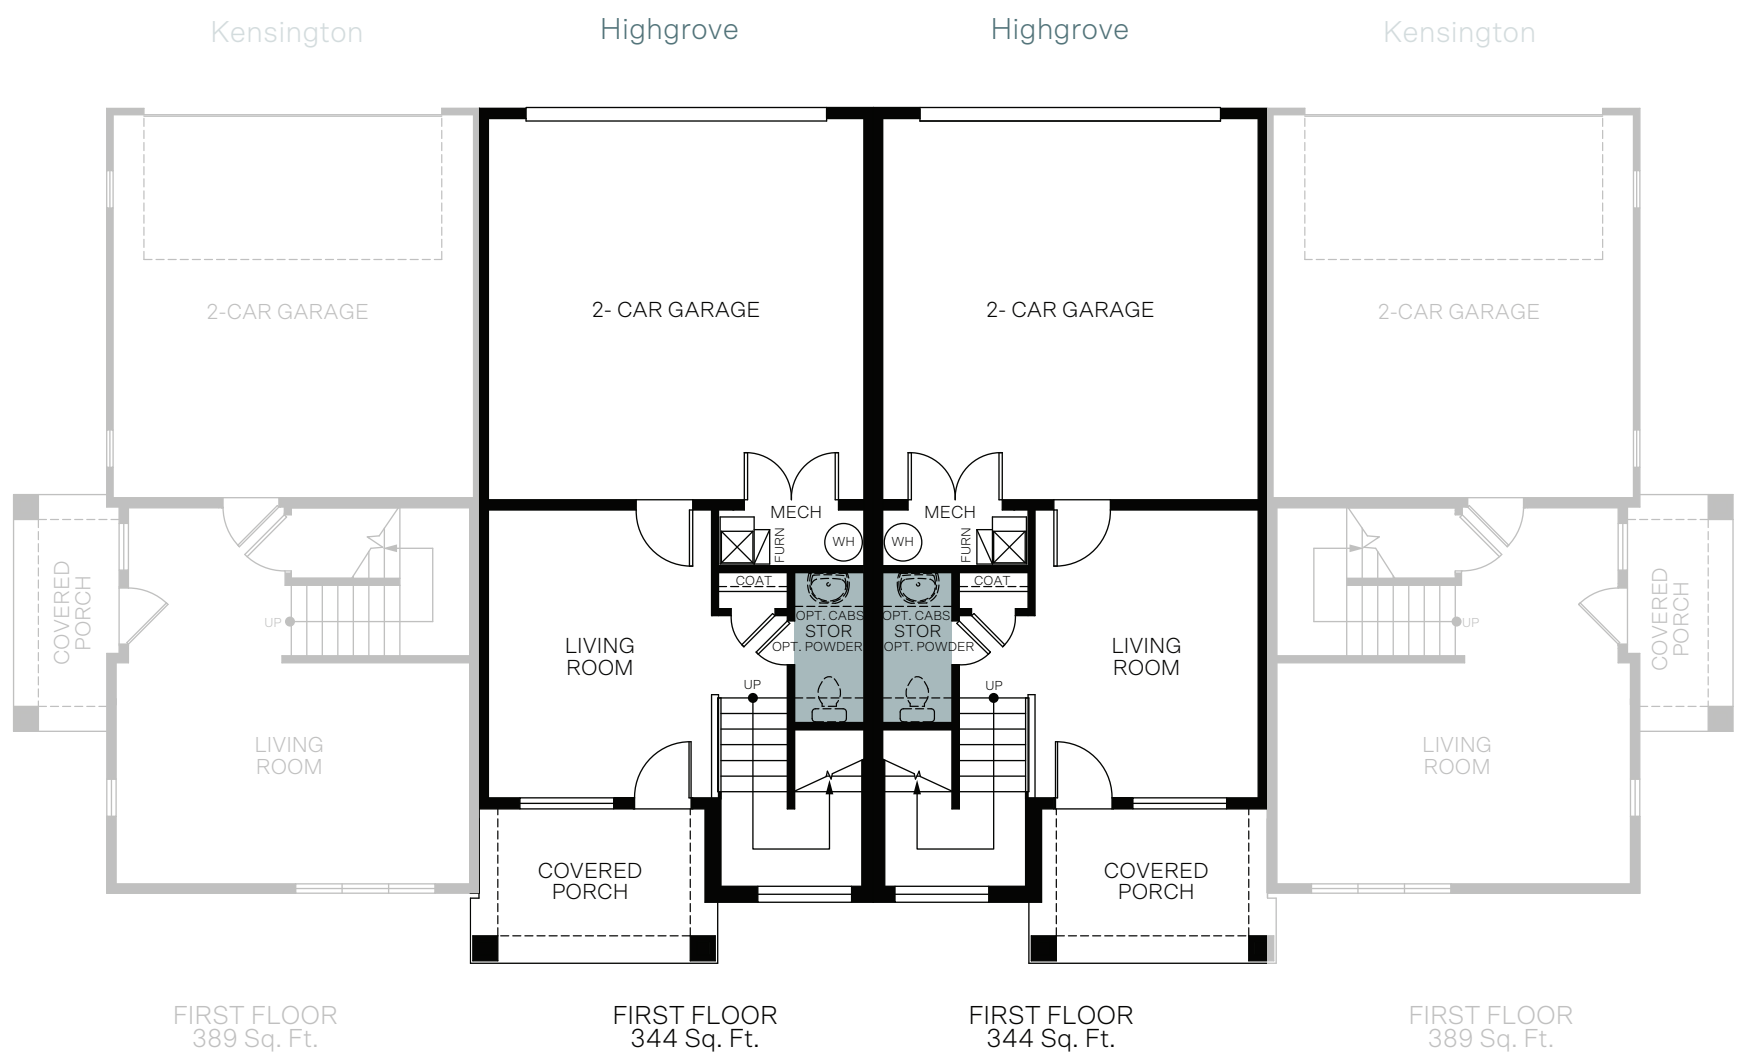 Kensington
Highgrove
Highgrove
Kensington
2-CAR GARAGE
2- CAR GARAGE
2- CAR GARAGE
2-CAR GARAGE
MECH
FURN
WH
MECH
FURN
WH
COAT
COAT
OPT. CABS
STOR
OPT. POWDER
OPT. CABS
STOR
OPT. POWDER
COVERED
PORCH
UP
LIVING
ROOM
LIVING
ROOM
UP
COVERED
PORCH
UP
UP
LIVING
ROOM
LIVING
ROOM
COVERED
PORCH
COVERED
PORCH
FIRST FLOOR
389 Sq. Ft.
FIRST FLOOR
344 Sq. Ft.
FIRST FLOOR
344 Sq. Ft.
FIRST FLOOR
389 Sq. Ft.